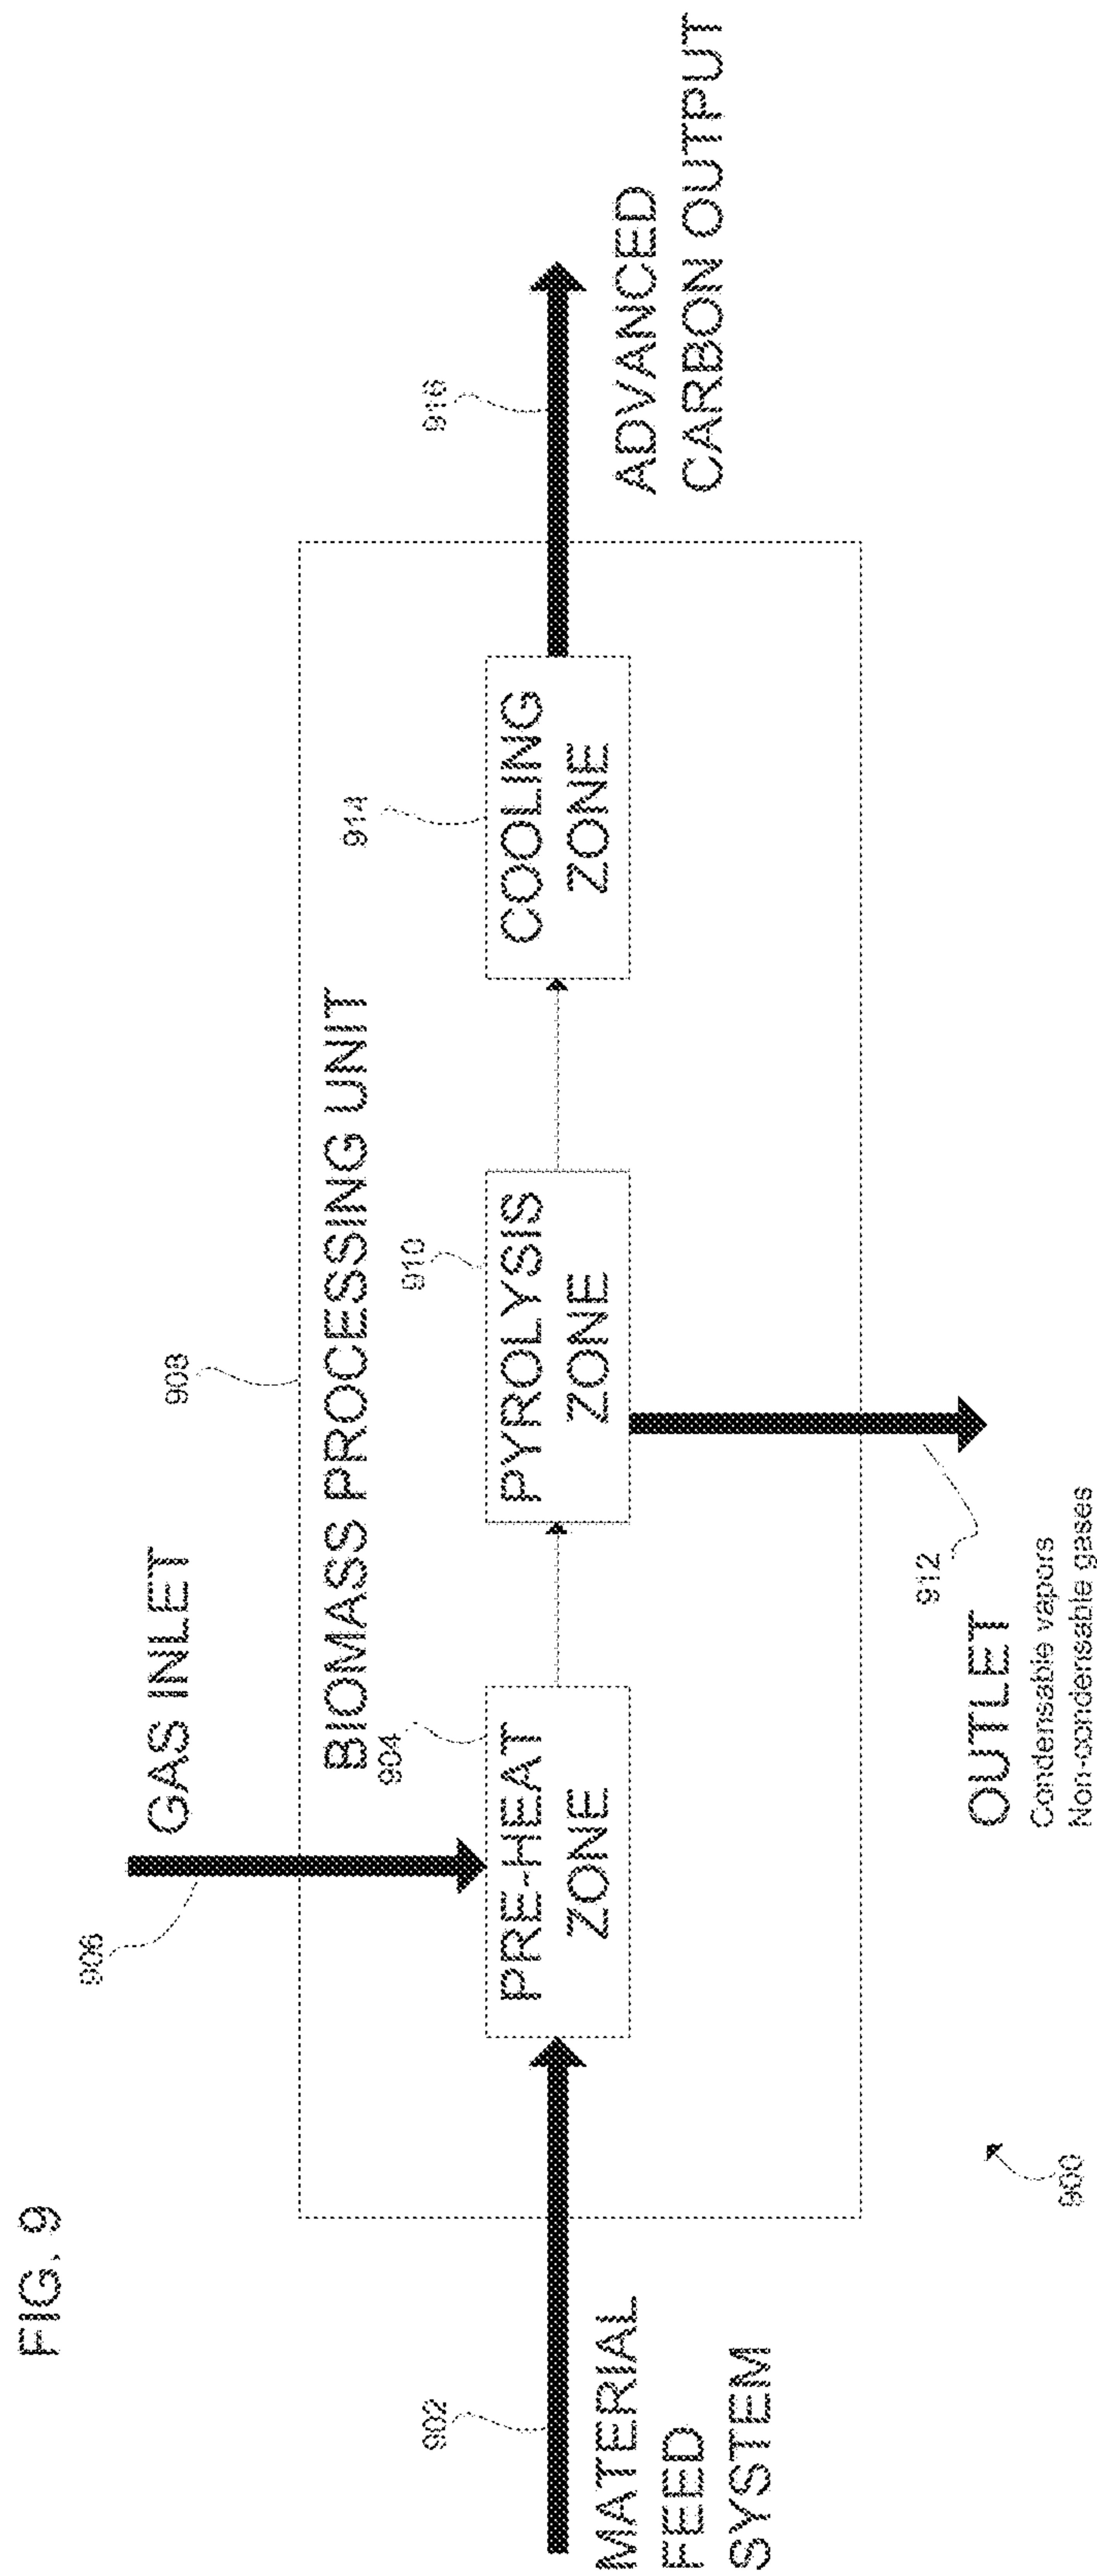 FIG. 9
906
GAS INLET
908
BIOMASS PROCESSING UNIT
902
MATERIAL
FEED
SYSTEM
904
PRE-HEAT
ZONE
910
PYROLYSIS
ZONE
914
COOLING
ZONE
916
ADVANCED
CARBON OUTPUT
912
OUTLET
Condensable vapors
Non-condensable gases
900